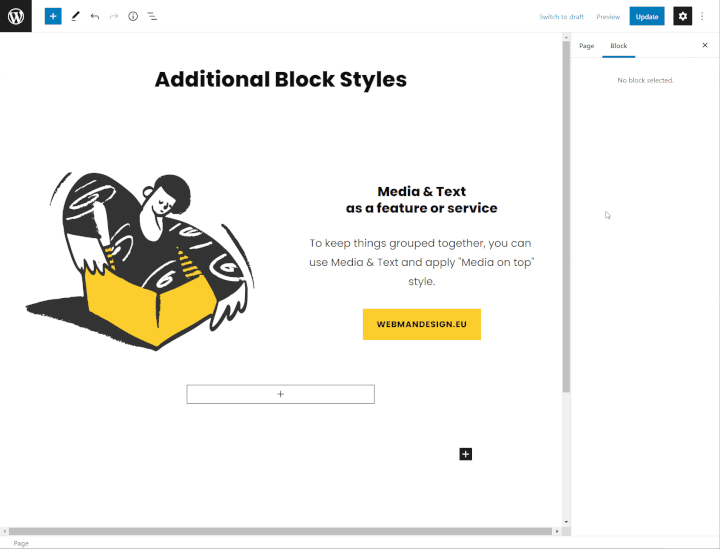 Switch to draft
Preview
Update
Page
Block
No block selected.
Additional Block Styles
Media & Text
as a feature or service
To keep things grouped together, you can
use Media & Text and apply "Media on top"
style.
WEBMANDESIGN.EU
Page